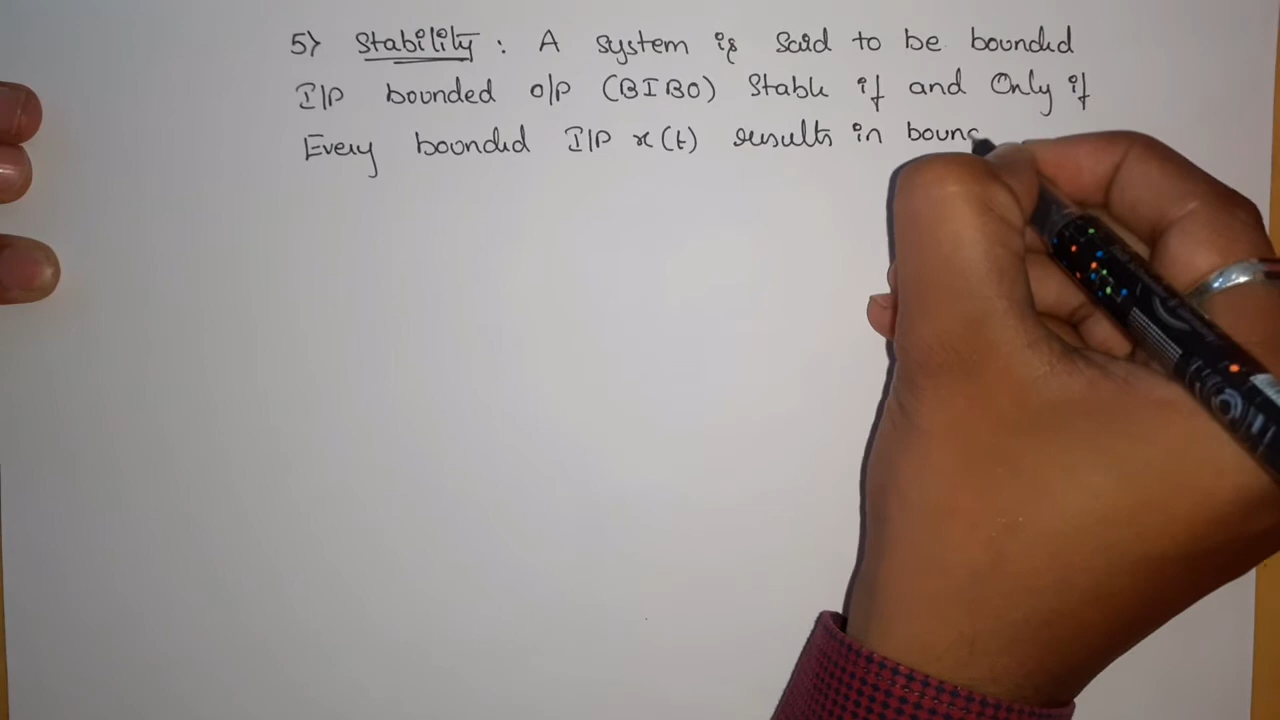 5) Stability : A system is said to be bounded
I/P bounded o/p (BIBO) Stable if and Only if
Every bounded I/P x(t) results in boun